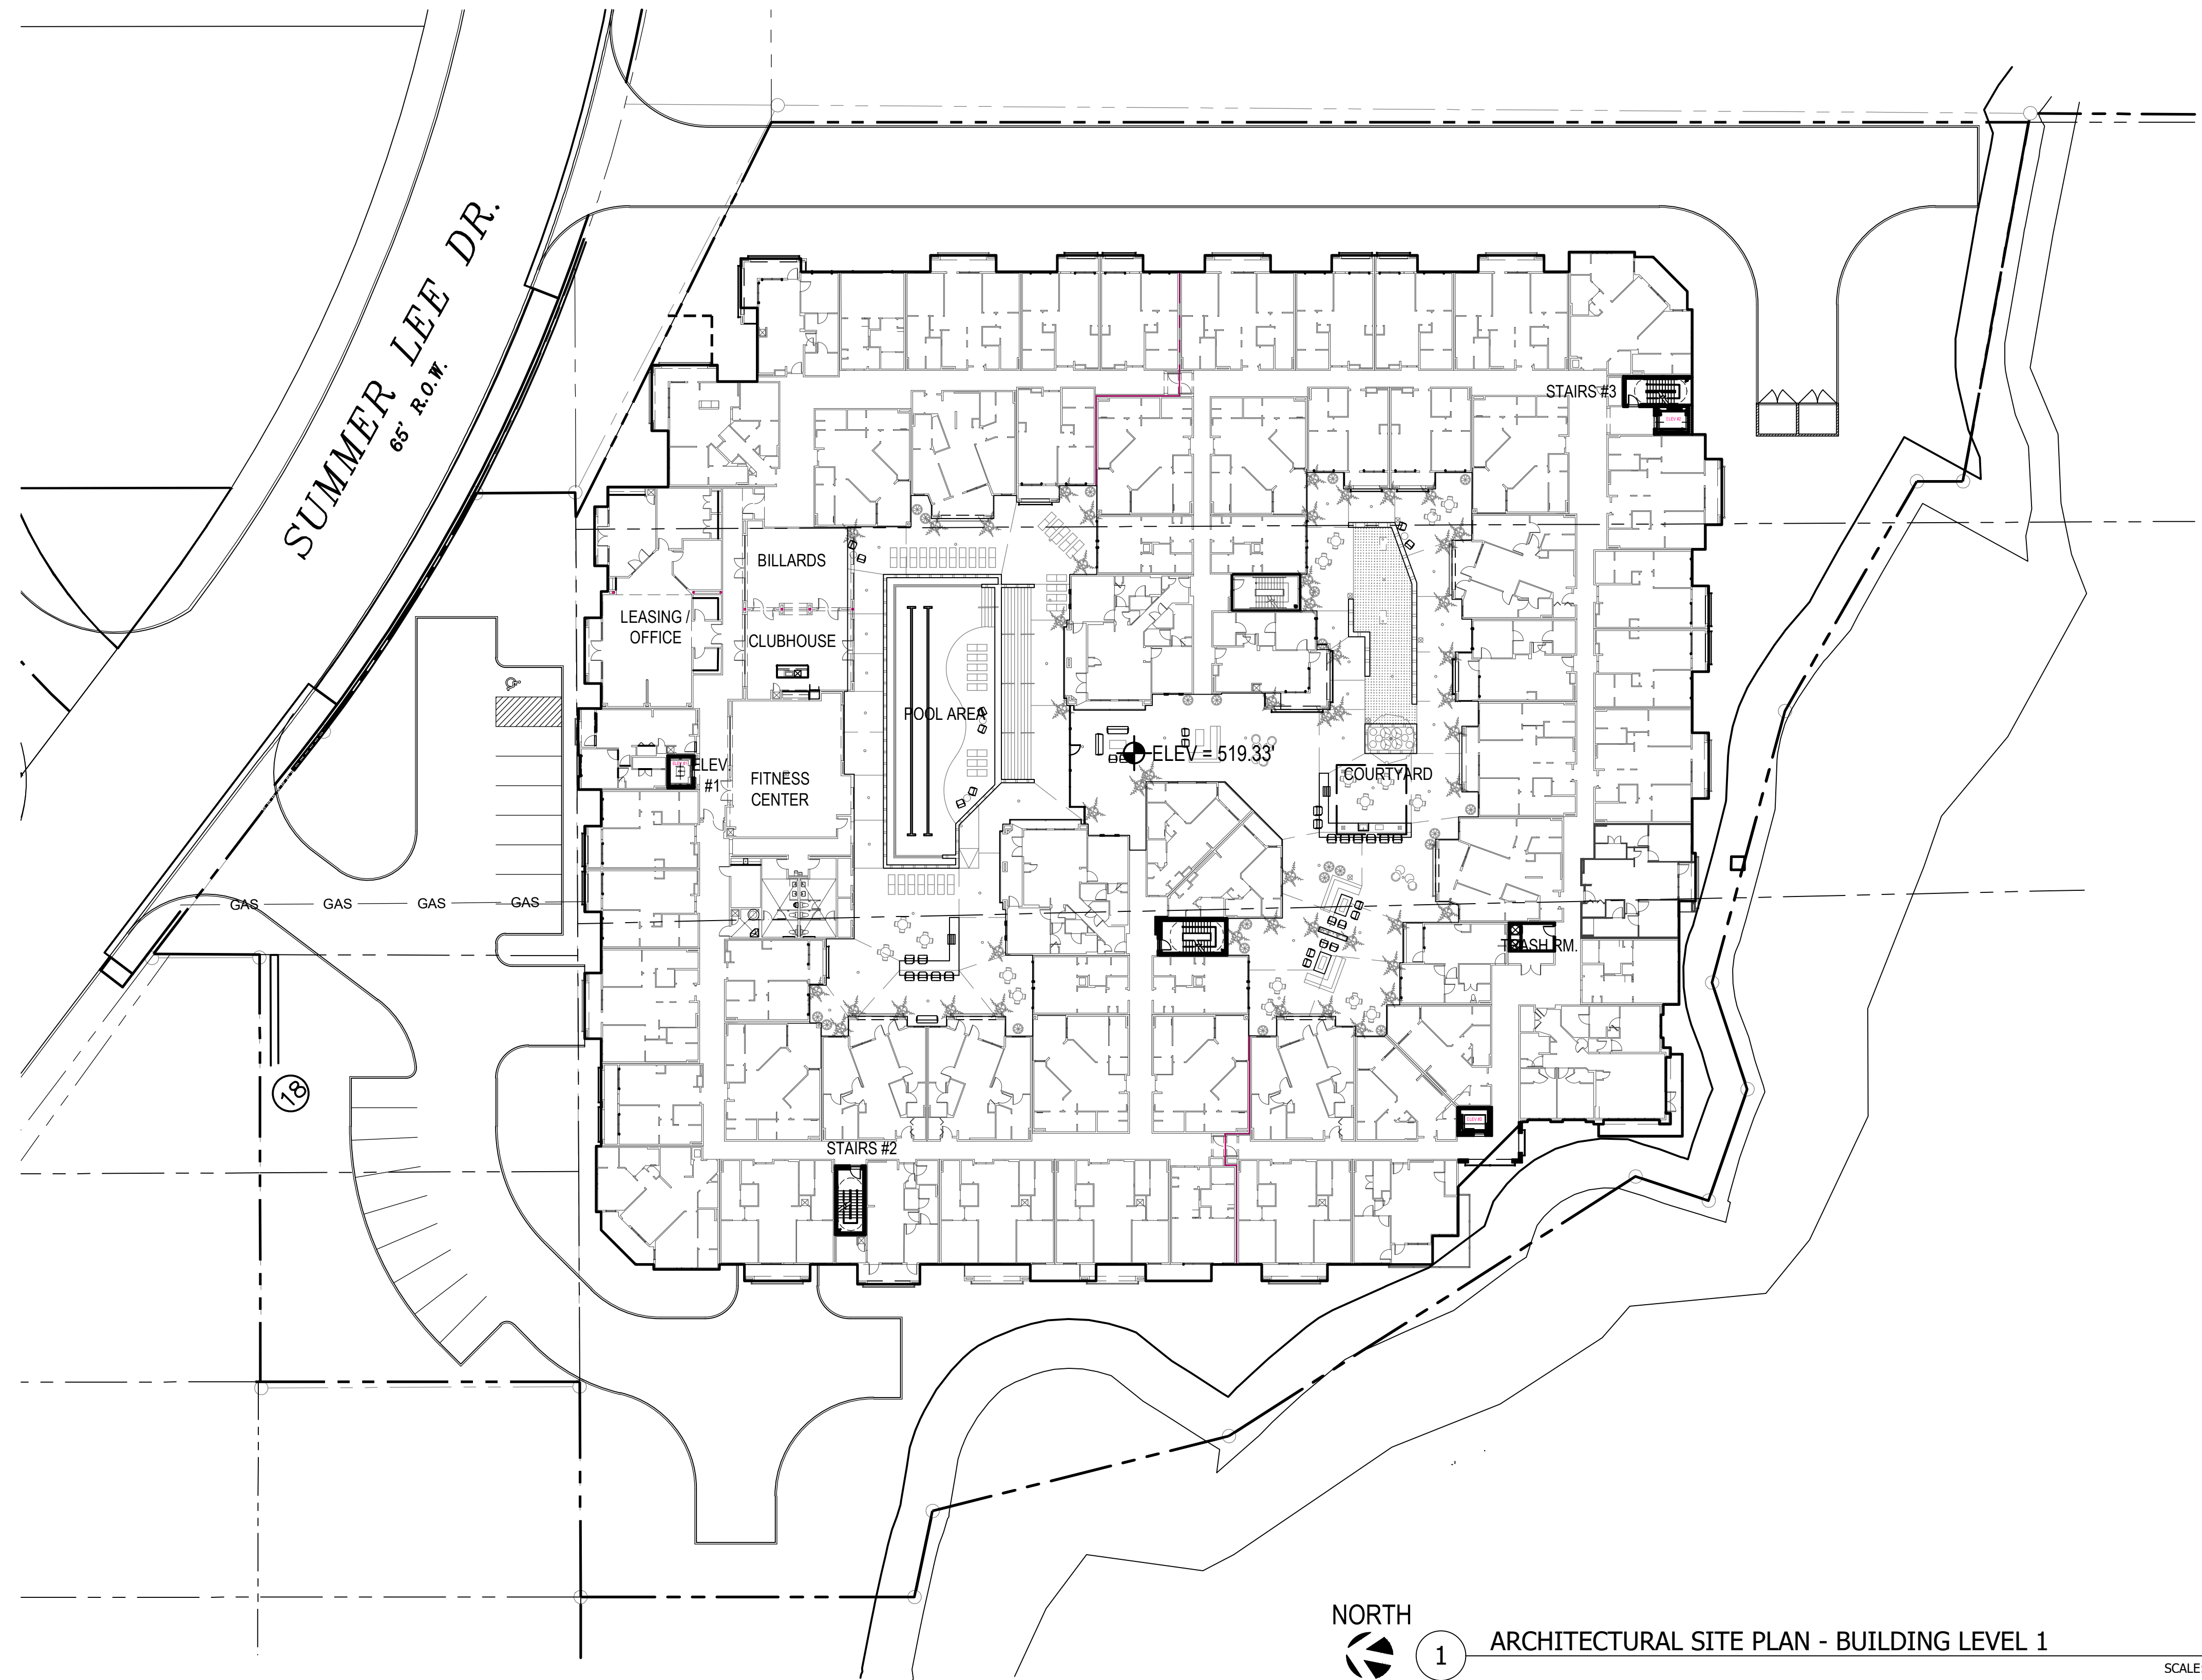 SUMMER LEE DR.
65' R.O.W.
STAIRS #3
ELEV #2
BILLARDS
LEASING /
OFFICE
CLUBHOUSE
POOL AREA
ELEV = 519.33'
ELEV.
#1
FITNESS
CENTER
COURTYARD
GAS
GAS
GAS
GAS
TRASH RM.
18
STAIRS #2
NORTH
1
ARCHITECTURAL SITE PLAN - BUILDING LEVEL 1
SCALE: